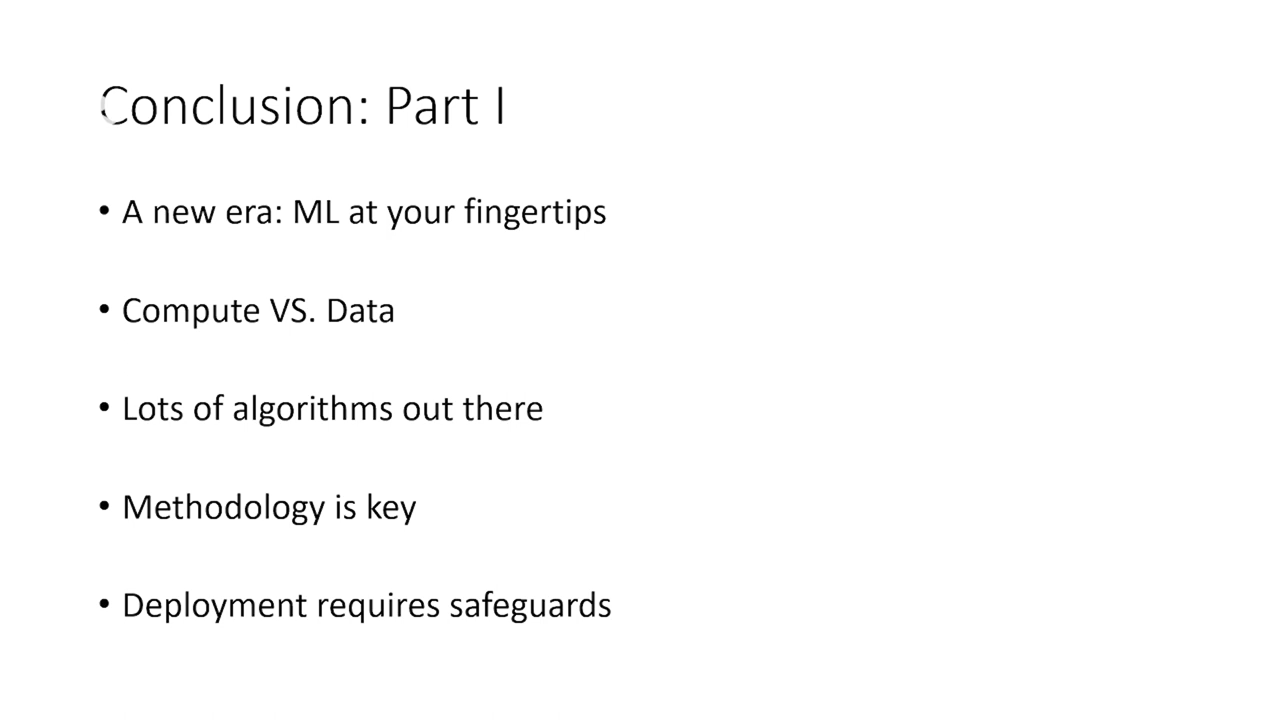 Conclusion: Part I
• A new era: ML at your fingertips
• Compute VS. Data
• Lots of algorithms out there
• Methodology is key
• Deployment requires safeguards